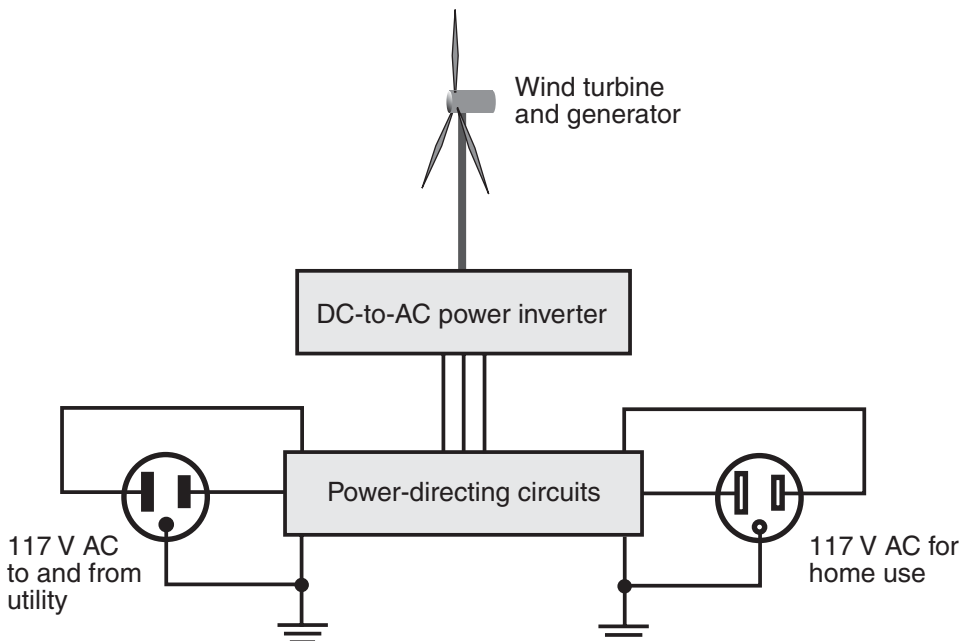 Wind turbine
and generator
DC-to-AC power inverter
Power-directing circuits
117 V AC
to and from
utility
117 V AC for
home use